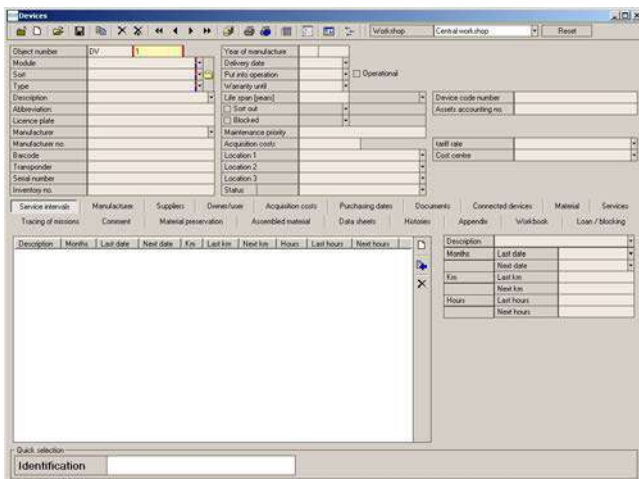 Devices
Workshop Central workshop Reset
Object number DV 1 Year of manufacture
Module Delivery date
Sort Put into operation Operational
Type Warranty until
Description Life span [years] Device code number
Abbreviation Sort out Assets accounting no.
Licence plate Blocked
Manufacturer Maintenance priority
Manufacturer no. Acquisition costs tariff rate
Barcode Location 1 Cost centre
Transponder Location 2
Serial number Location 3
Inventory no. Status
Service intervals Manufacturer Suppliers Owner/user Acquisition costs Purchasing dates Documents Connected devices Material Services
Tracing of missions Comment Material preservation Assembled material Data sheets Histories Appendix Workbook Loan / blocking
Description Months Last date Next date Km Last km Next km Hours Last hours Next hours
Description
Months Last date
Next date
Km Last km
Next km
Hours Last hours
Next hours
Quick selection
Identification